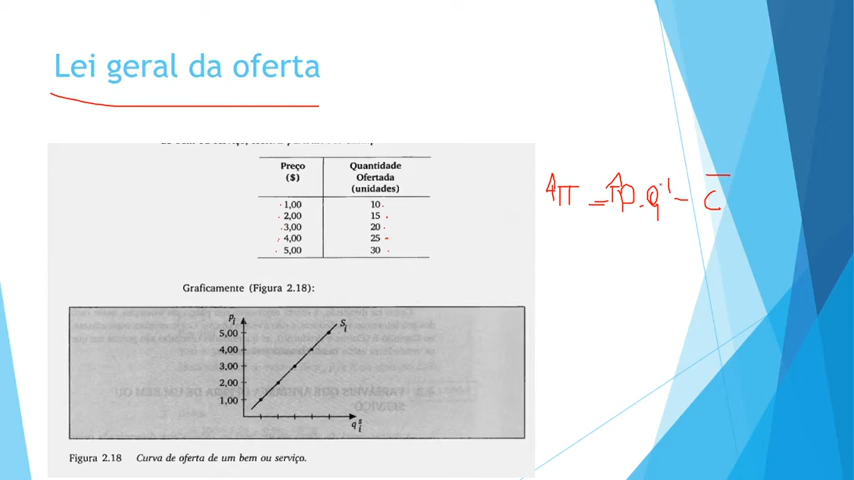 Lei geral da oferta
Preço
($)
Quantidade
Ofertada
(unidades)
1,00 10
2,00 15
3,00 20
4,00 25
5,00 30
Graficamente (Figura 2.18):
Pi
Si
5,00
4,00
3,00
2,00
1,00
Figura 2.18 Curva de oferta de um bem ou serviço.